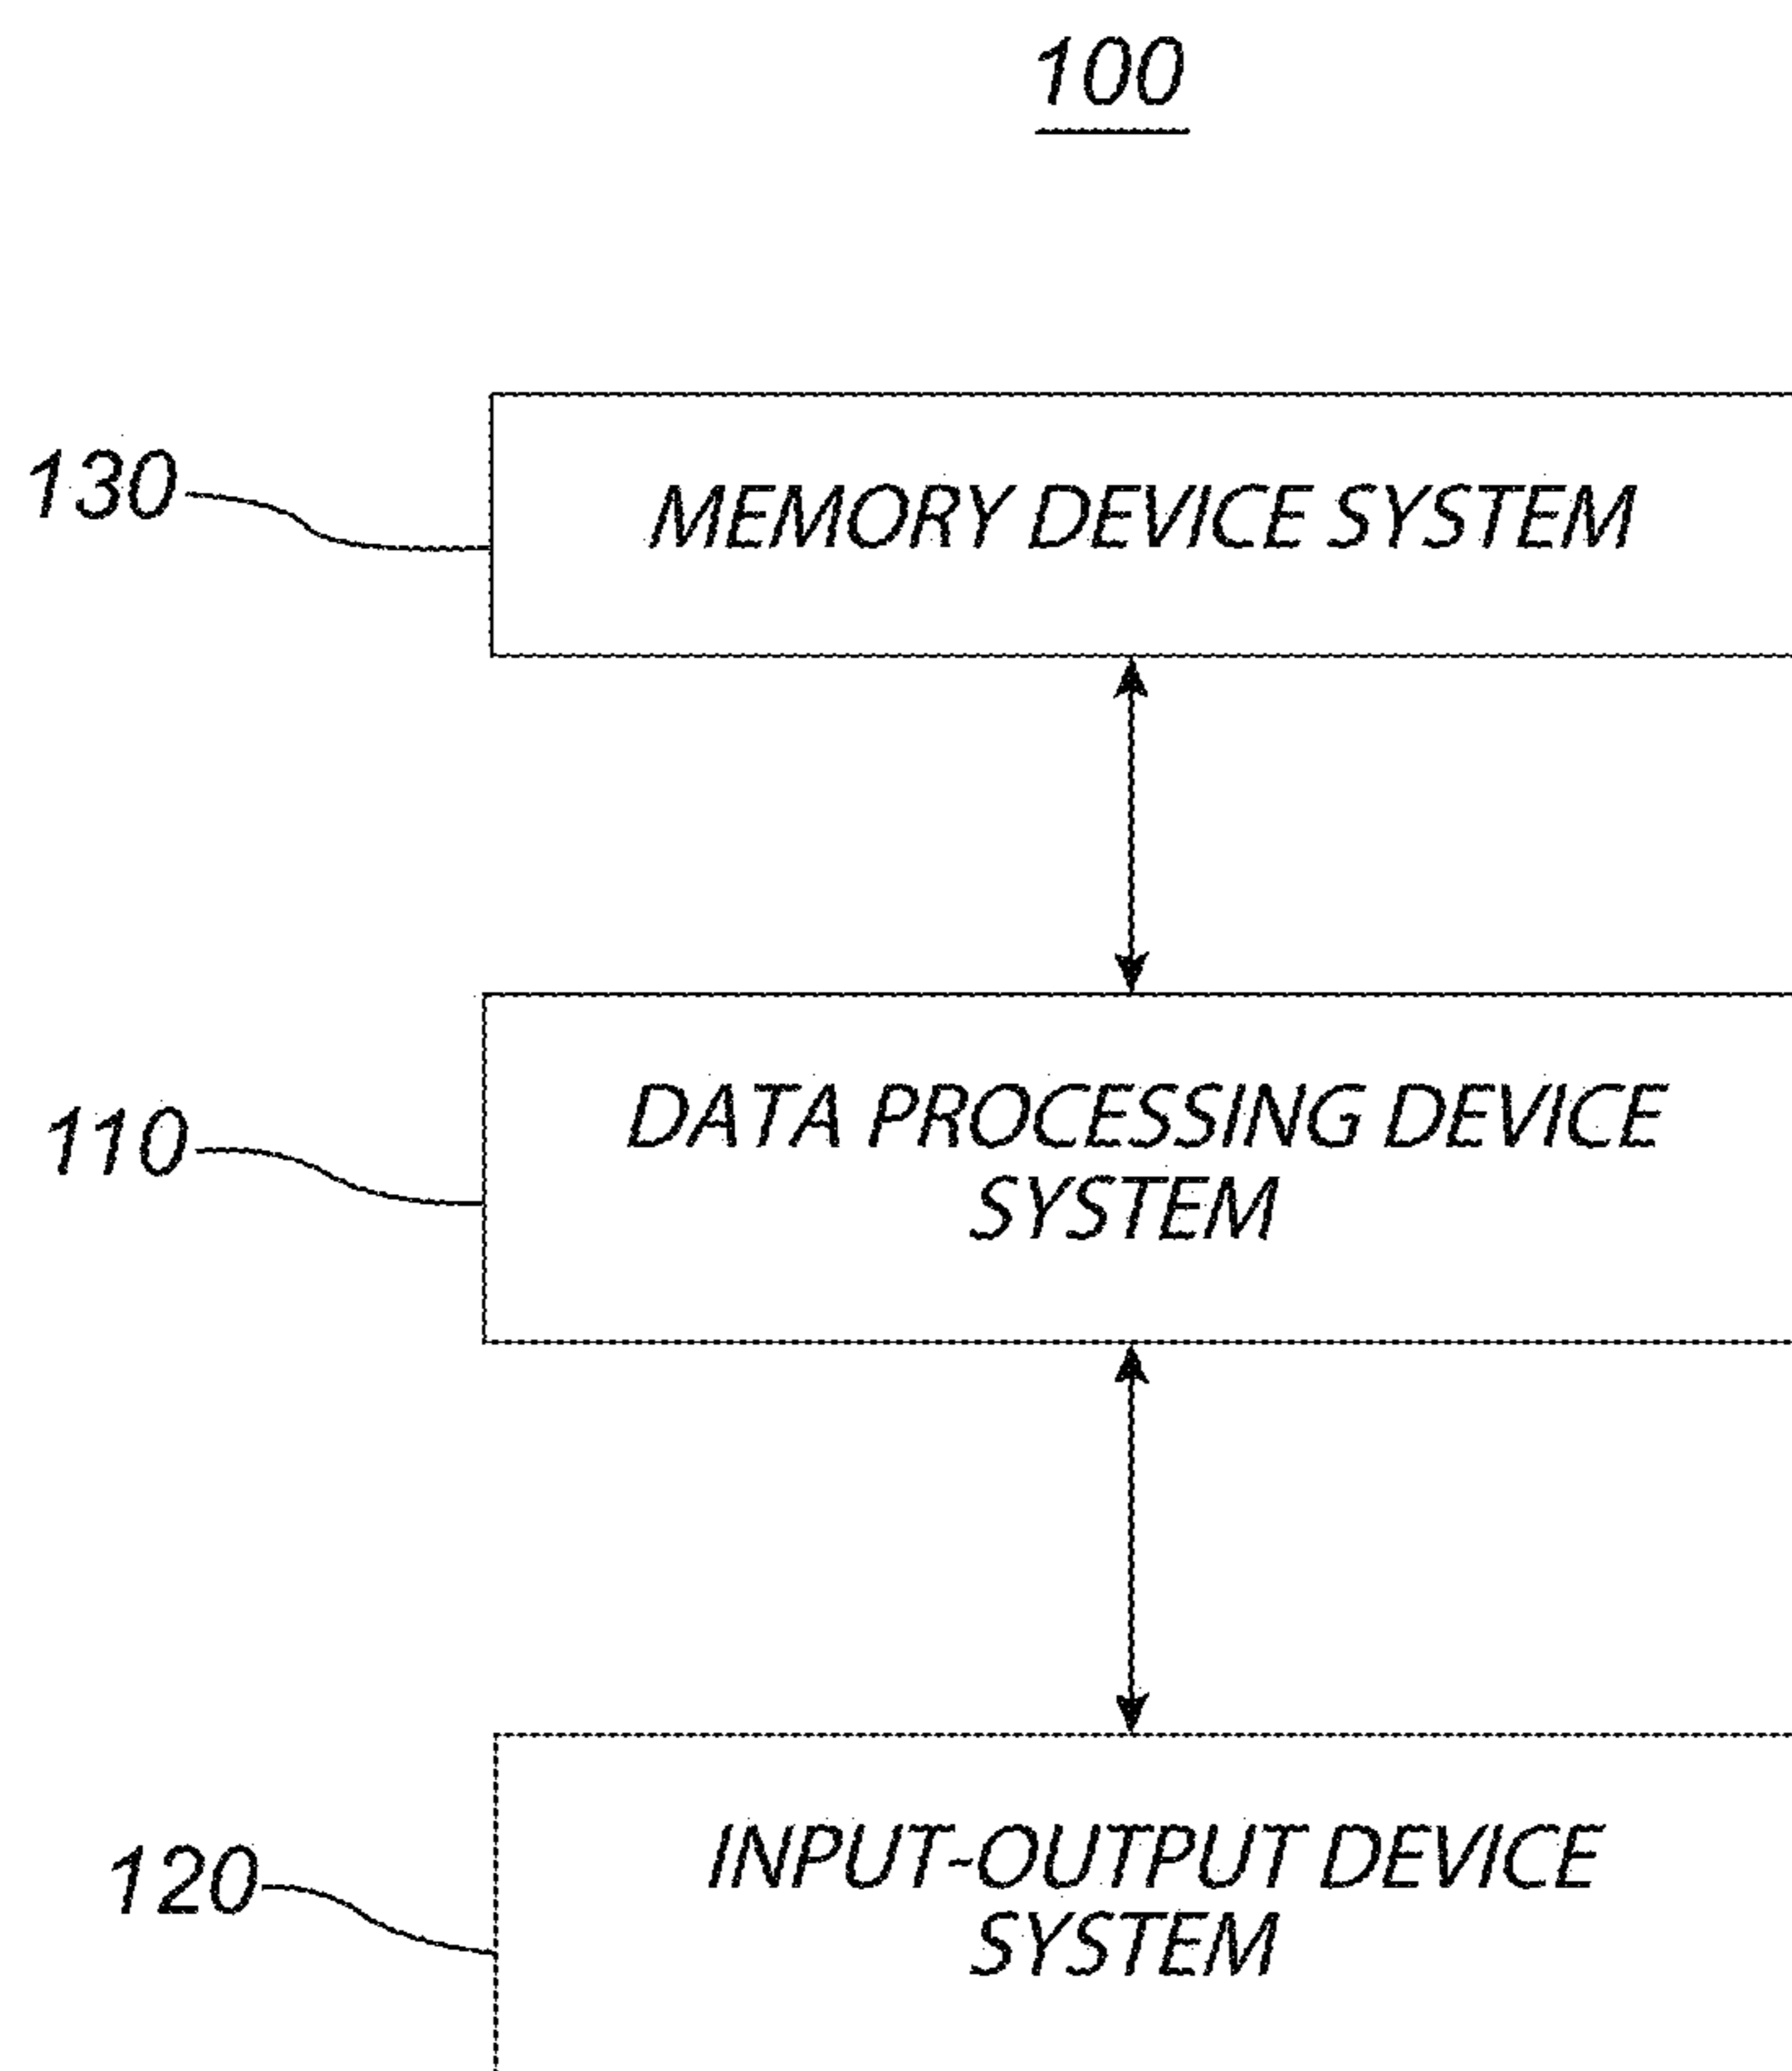 100
130
MEMORY DEVICE SYSTEM
110
DATA PROCESSING DEVICE
SYSTEM
120
INPUT-OUTPUT DEVICE
SYSTEM